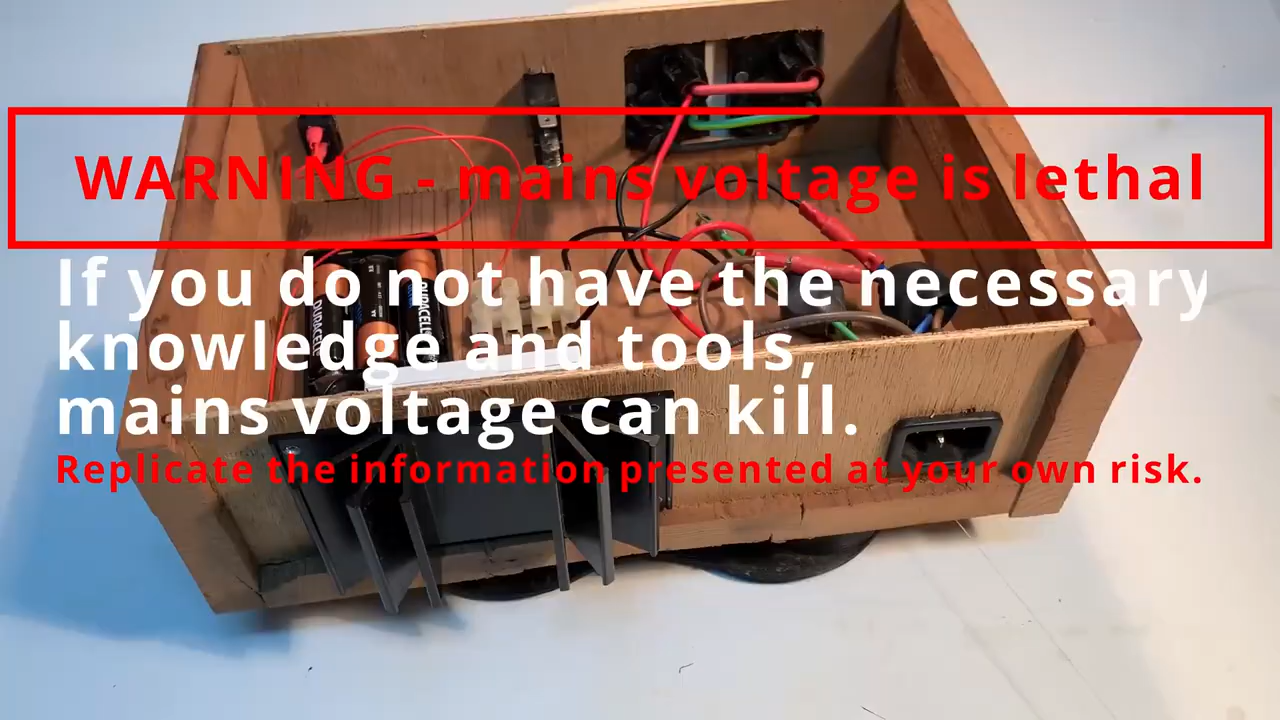 WARNING - mains voltage is lethal
If you do not have the necessary
knowledge and tools,
mains voltage can kill.
Replicate the information presented at your own risk.
DURACELL
DURACELL